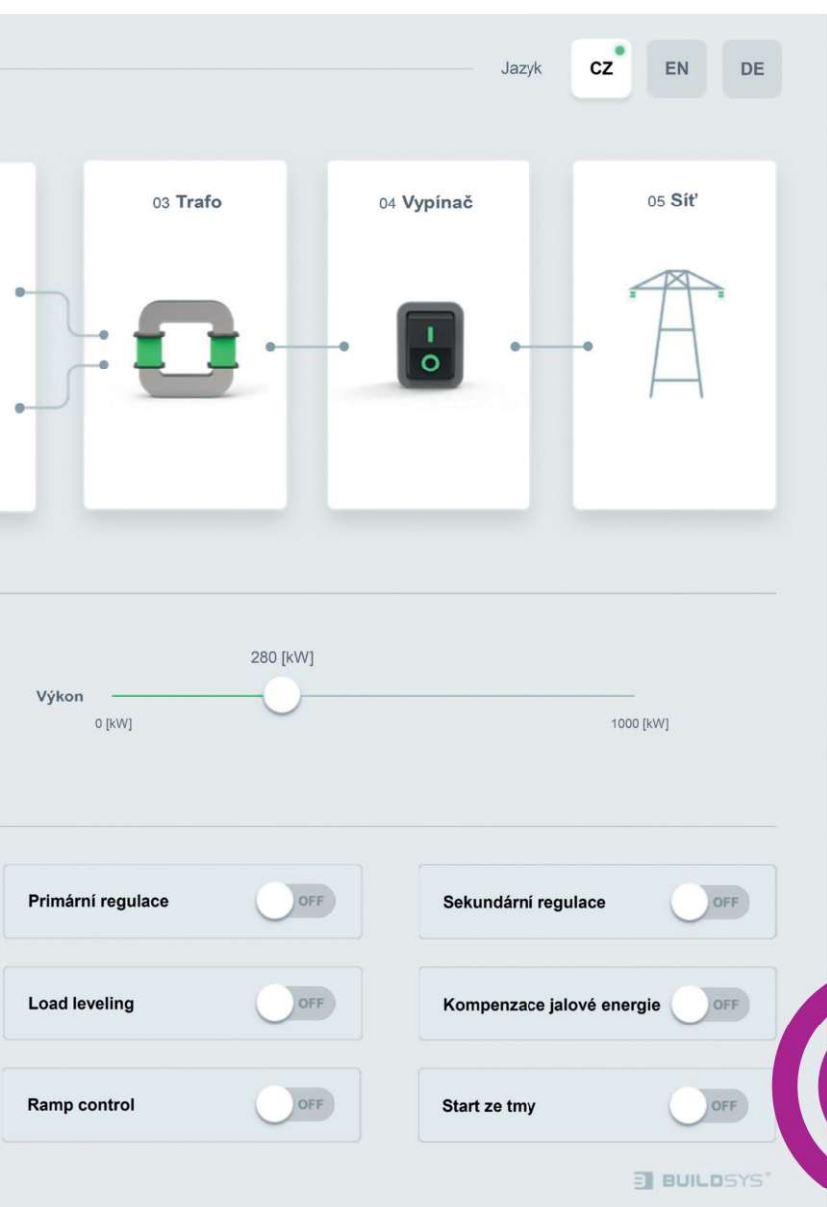 Jazyk CZ EN DE
03 Trafo
04 Vypínač
05 Síť
280 [kW]
Výkon
0 [kW]
1000 [kW]
Primární regulace OFF
Sekundární regulace OFF
Load leveling OFF
Kompenzace jalové energie OFF
Ramp control OFF
Start ze tmy OFF
BUILDSYS